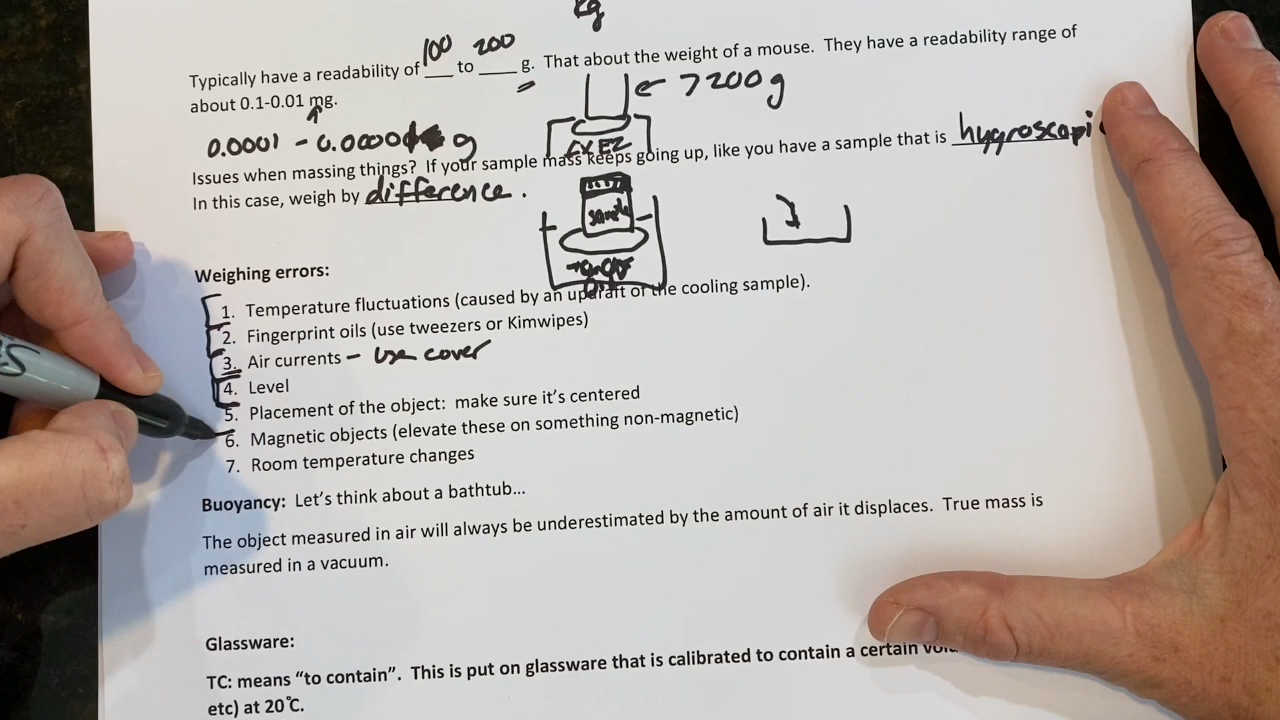 kg
100 200
Typically have a readability of ___ to ____ g. That about the weight of a mouse. They have a readability range of
about 0.1-0.01 mg.
>200g
0.0001 - 0.00001 g
Issues when massing things? If your sample mass keeps going up, like you have a sample that is hygroscopi
In this case, weigh by difference.
sample
Weighing errors:
1. Temperature fluctuations (caused by an updraft of the cooling sample).
2. Fingerprint oils (use tweezers or Kimwipes)
3. Air currents - use cover
4. Level
5. Placement of the object: make sure it's centered
6. Magnetic objects (elevate these on something non-magnetic)
7. Room temperature changes
Buoyancy: Let's think about a bathtub…
The object measured in air will always be underestimated by the amount of air it displaces. True mass is
measured in a vacuum.
Glassware:
TC: means "to contain". This is put on glassware that is calibrated to contain a certain
etc) at 20°C.